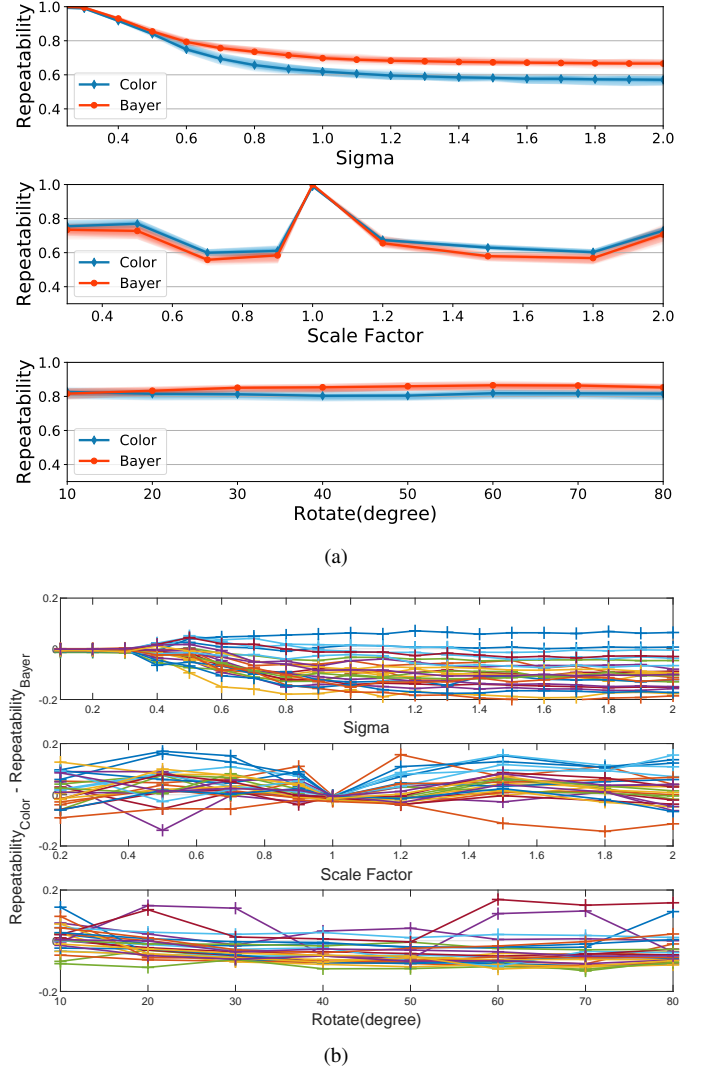 1.0
0.8
0.6
0.4
Repeatability
Color
Bayer
0.4 0.6 0.8 1.0 1.2 1.4 1.6 1.8 2.0
Sigma
1.0
0.8
0.6
0.4
Repeatability
Color
Bayer
0.4 0.6 0.8 1.0 1.2 1.4 1.6 1.8 2.0
Scale Factor
1.0
0.8
0.6
0.4
Repeatability
Color
Bayer
10 20 30 40 50 60 70 80
Rotate(degree)
(a)
Repeatability_Color - Repeatability_Bayer
0.2
0
-0.2
0.2 0.4 0.6 0.8 1 1.2 1.4 1.6 1.8 2
Sigma
0.2
0
-0.2
0.2 0.4 0.6 0.8 1 1.2 1.4 1.6 1.8 2
Scale Factor
0.2
0
-0.2
10 20 30 40 50 60 70 80
Rotate(degree)
(b)